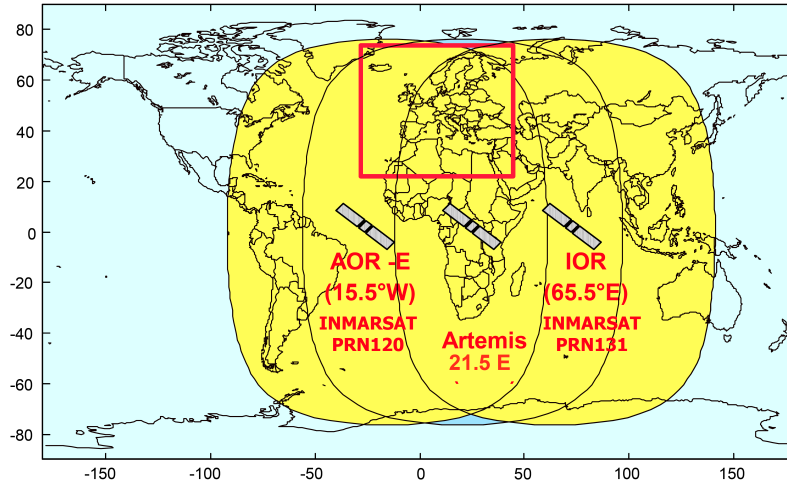 80
60
40
20
0
-20
-40
-60
-80
AOR -E
(15.5°W)
INMARSAT
PRN120
Artemis
21.5 E
IOR
(65.5°E)
INMARSAT
PRN131
-150 -100 -50 0 50 100 150